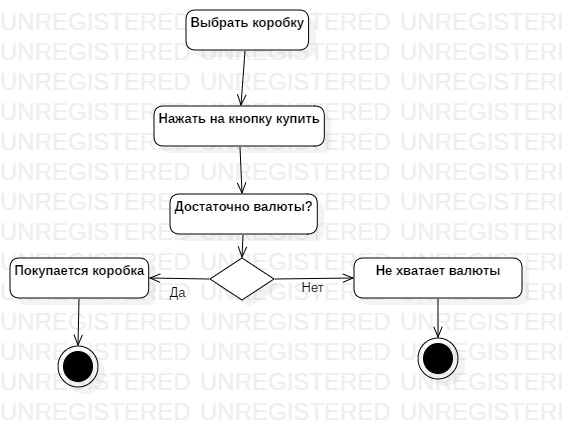 UNREGISTERED UNREGISTERED UNREGISTERED
Выбрать коробку
Нажать на кнопку купить
Достаточно валюты?
Покупается коробка
Не хватает валюты
Да
Нет